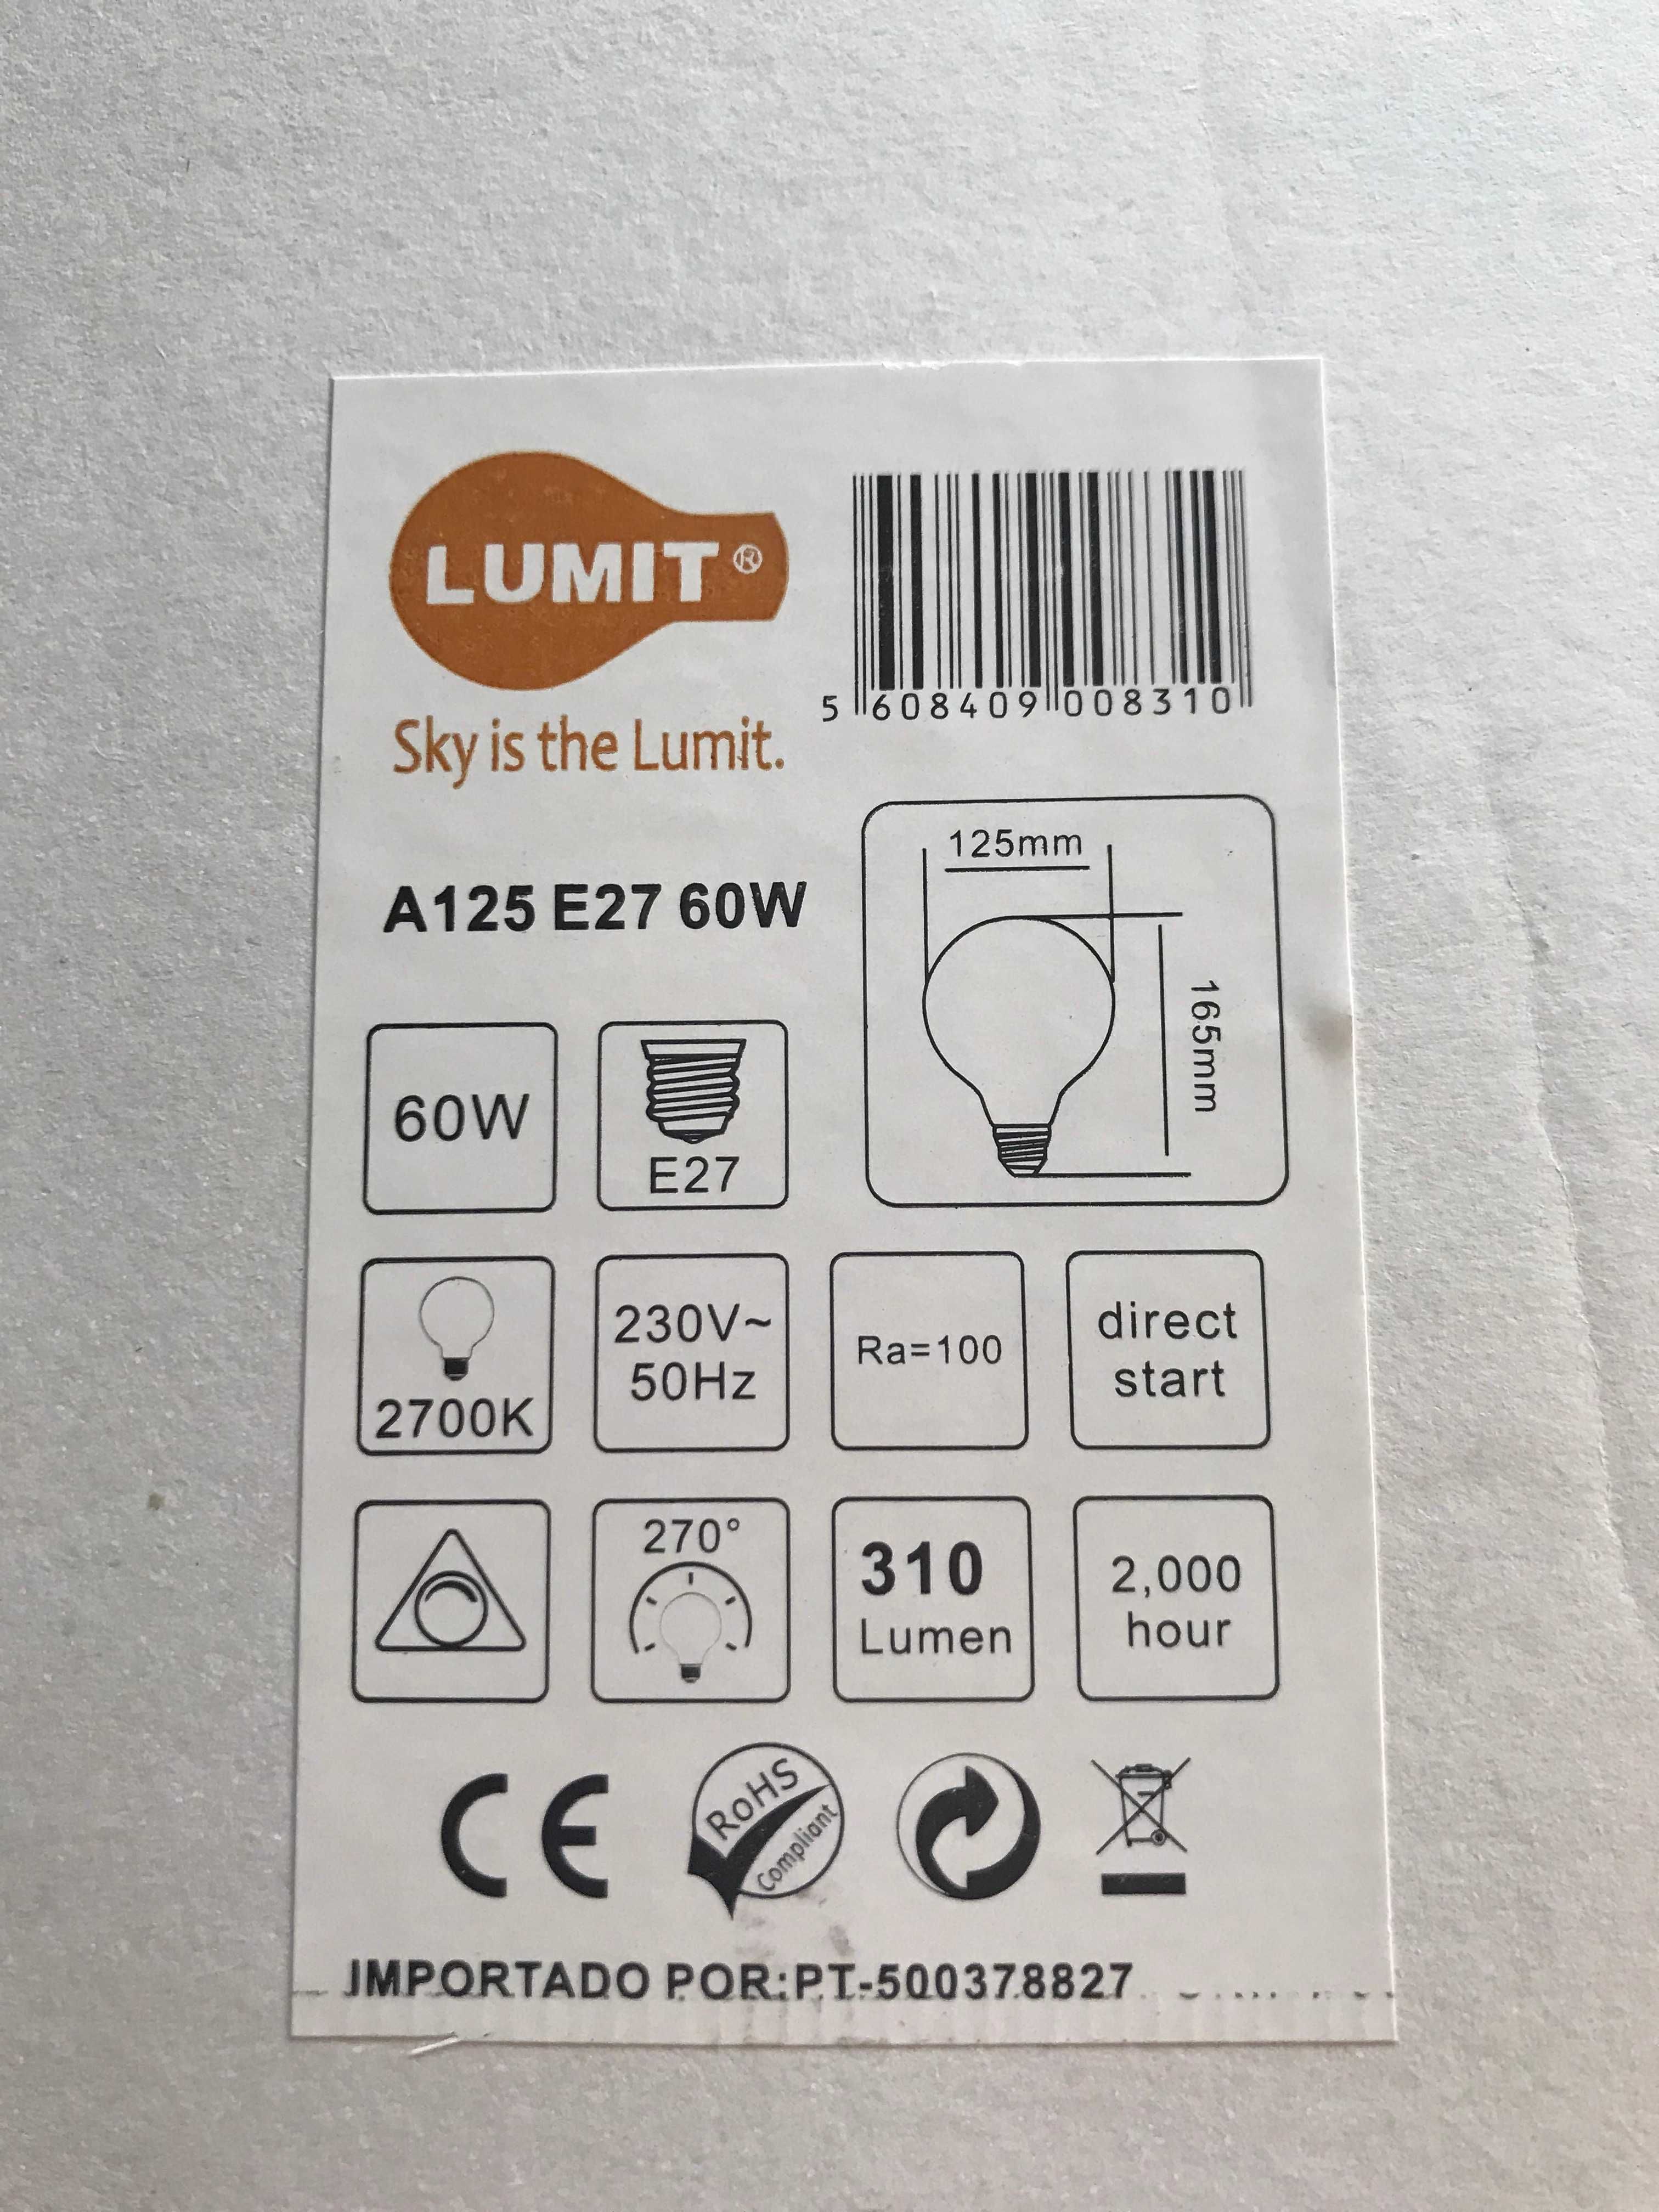 LUMIT®
Sky is the Lumit.
5 608409 008310
125mm
165mm
A125 E27 60W
60W
E27
2700K
230V~
50Hz
Ra=100
direct
start
270°
310
Lumen
2,000
hour
CE
RoHS
Compliant
IMPORTADO POR:PT-500378827